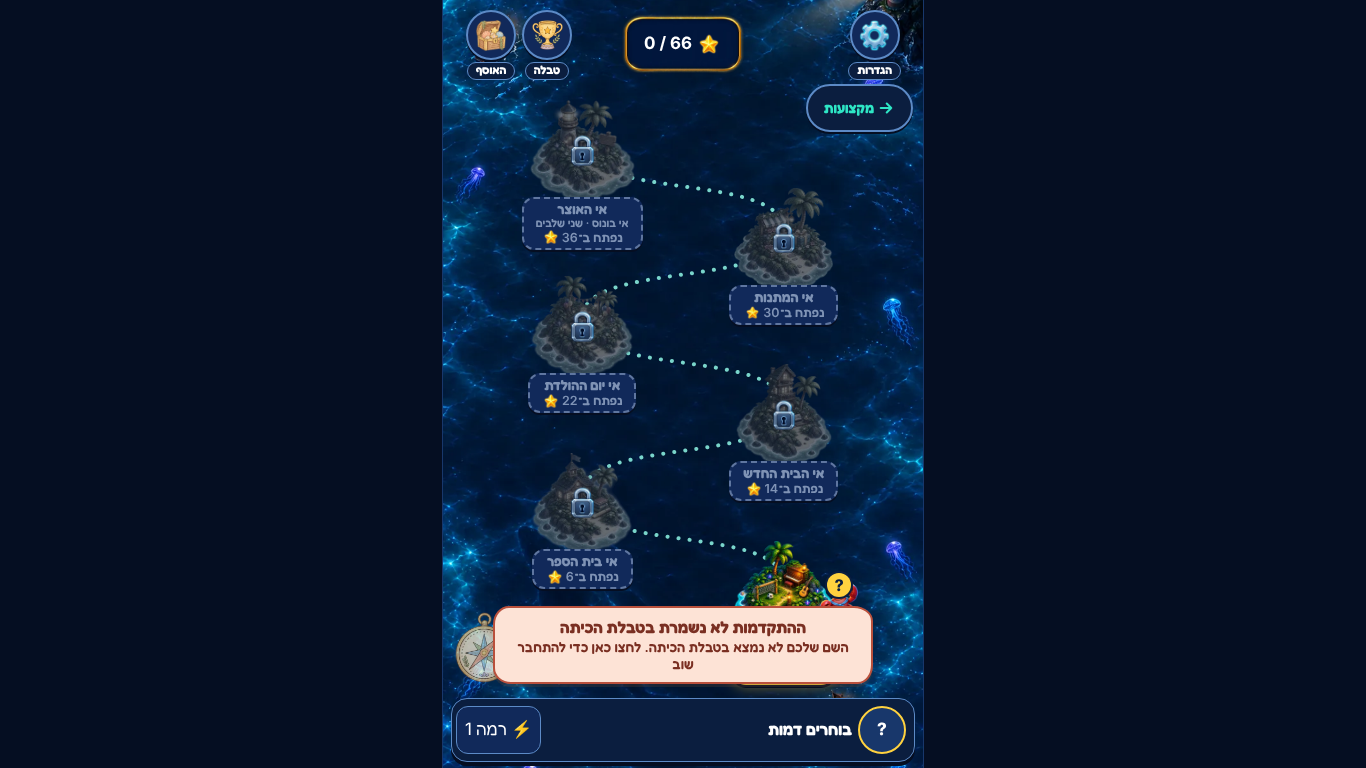 הגדרות
0 / 66
טבלה
האוסף
→ מקצועות
אי האוצר
אי בונוס · שני שלבים
נפתח ב־36
אי המתנות
נפתח ב־30
אי יום ההולדת
נפתח ב־22
אי הבית החדש
נפתח ב־14
אי בית הספר
נפתח ב־6
?
ההתקדמות לא נשמרת בטבלת הכיתה
השם שלכם לא נמצא בטבלת הכיתה. לחצו כאן כדי להתחבר
שוב
?
בוחרים דמות
⚡ רמה 1